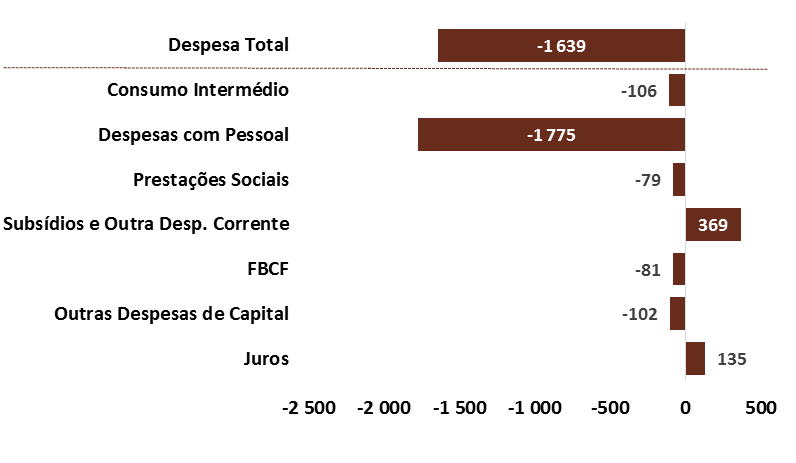 Despesa Total -1 639
Consumo Intermédio -106
Despesas com Pessoal -1 775
Prestações Sociais -79
Subsídios e Outra Desp. Corrente 369
FBCF -81
Outras Despesas de Capital -102
Juros 135
-2 500 -2 000 -1 500 -1 000 -500 0 500